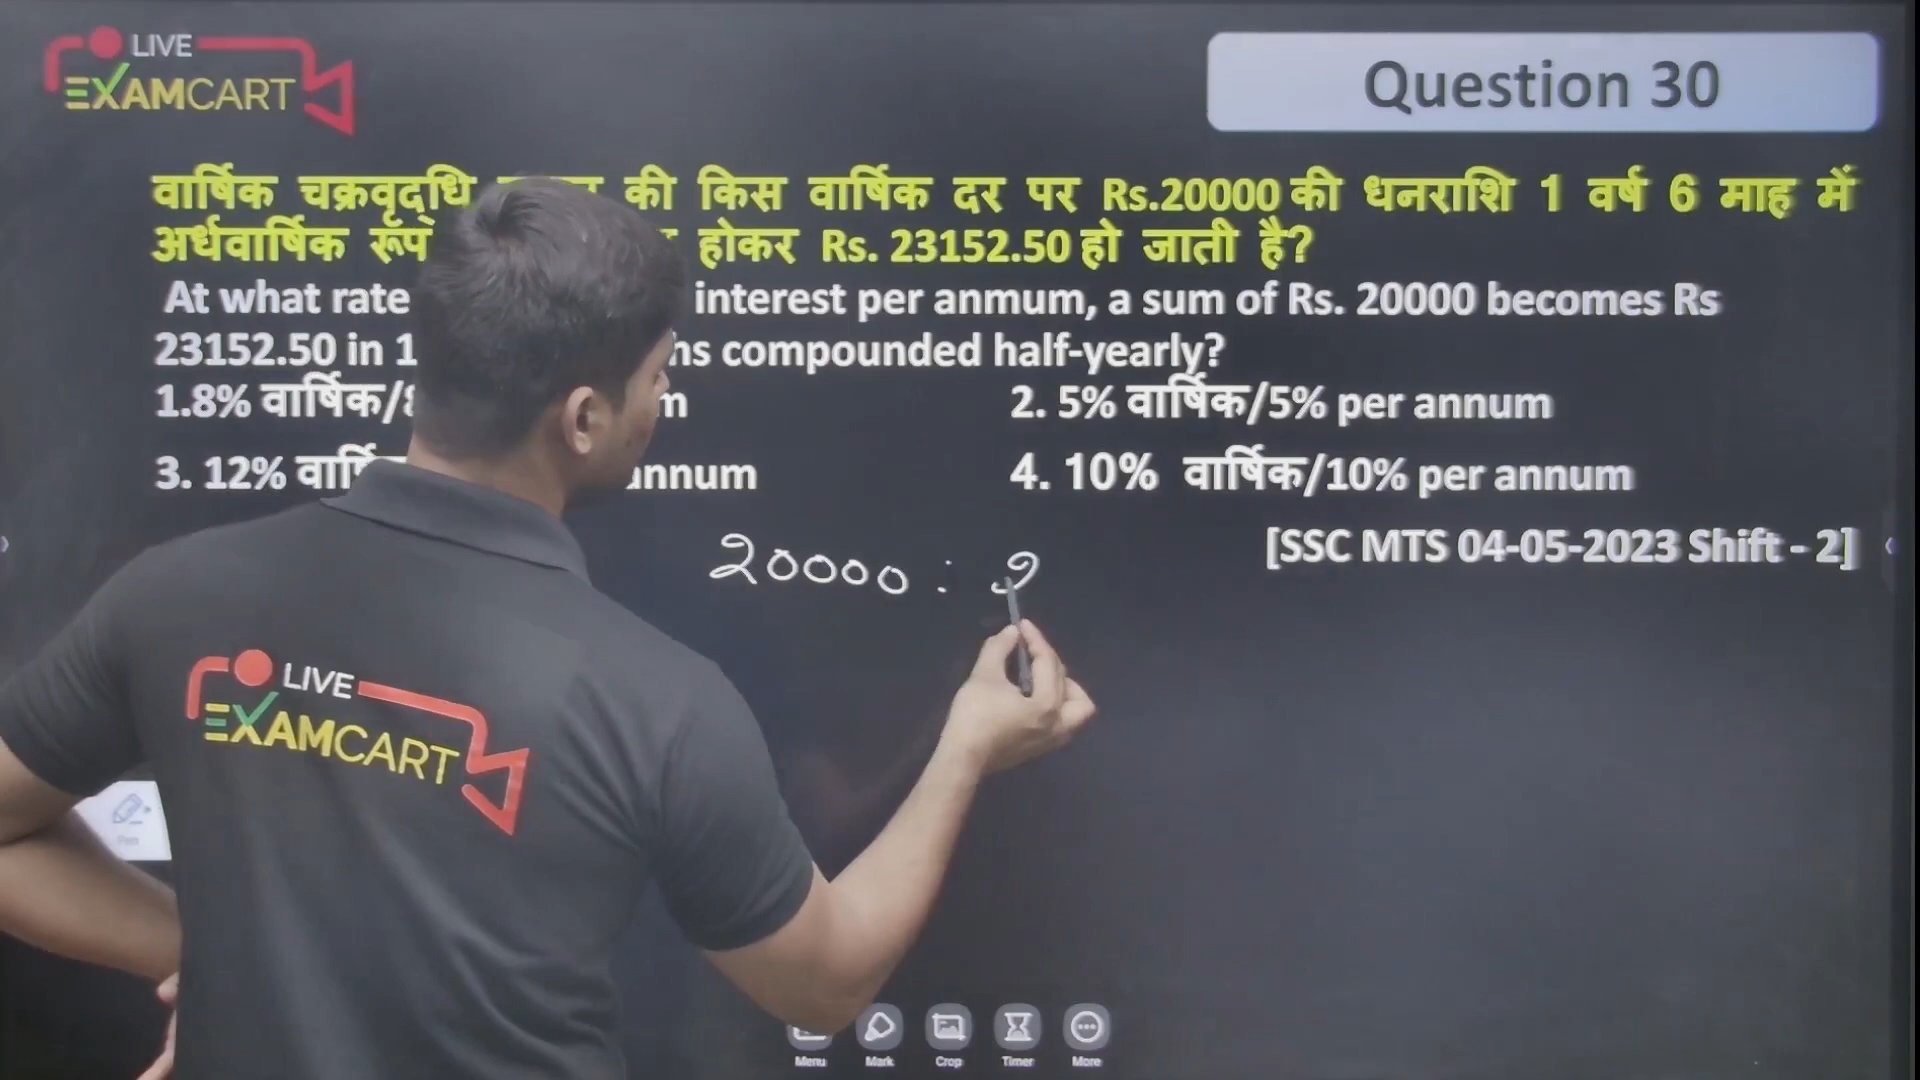 LIVE
EXAMCART
Question 30
वार्षिक चक्रवृद्धि की किस वार्षिक दर पर Rs.20000 की धनराशि 1 वर्ष 6 माह में
अर्धवार्षिक होकर Rs. 23152.50 हो जाती है?
At what rate interest per anmum, a sum of Rs. 20000 becomes Rs
23152.50 in 1 compounded half-yearly?
1.8% वार्षिक/
2. 5% वार्षिक/5% per annum
3. 12% annum
4. 10% वार्षिक/10% per annum
[SSC MTS 04-05-2023 Shift - 2]
20000 : 2
LIVE
EXAMCART
Pen
Menu Mark Crop Timer More